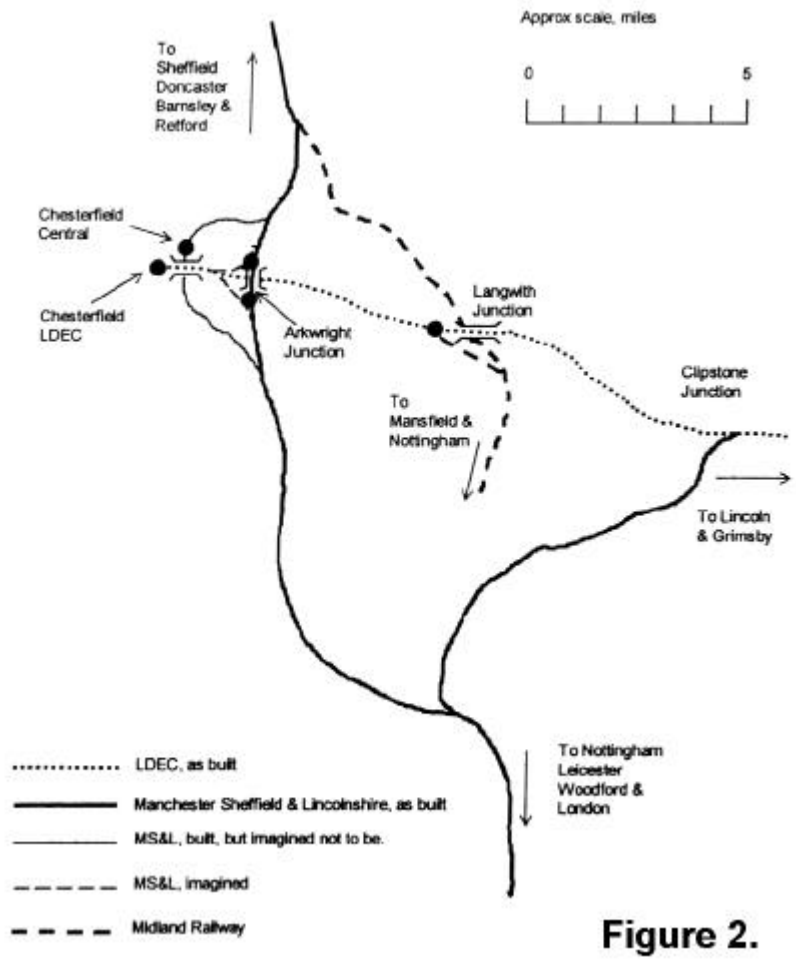 Approx scale, miles
0
5
To
Sheffield
Doncaster
Barnsley &
Retford
Chesterfield
Central
Chesterfield
LDEC
Arkwright
Junction
Langwith
Junction
Clipstone
Junction
To
Mansfield &
Nottingham
To Lincoln
& Grimsby
To Nottingham
Leicester
Woodford &
London
LDEC, as built
Manchester Sheffield & Lincolnshire, as built
MS&L, built, but imagined not to be.
MS&L, imagined
Midland Railway
Figure 2.